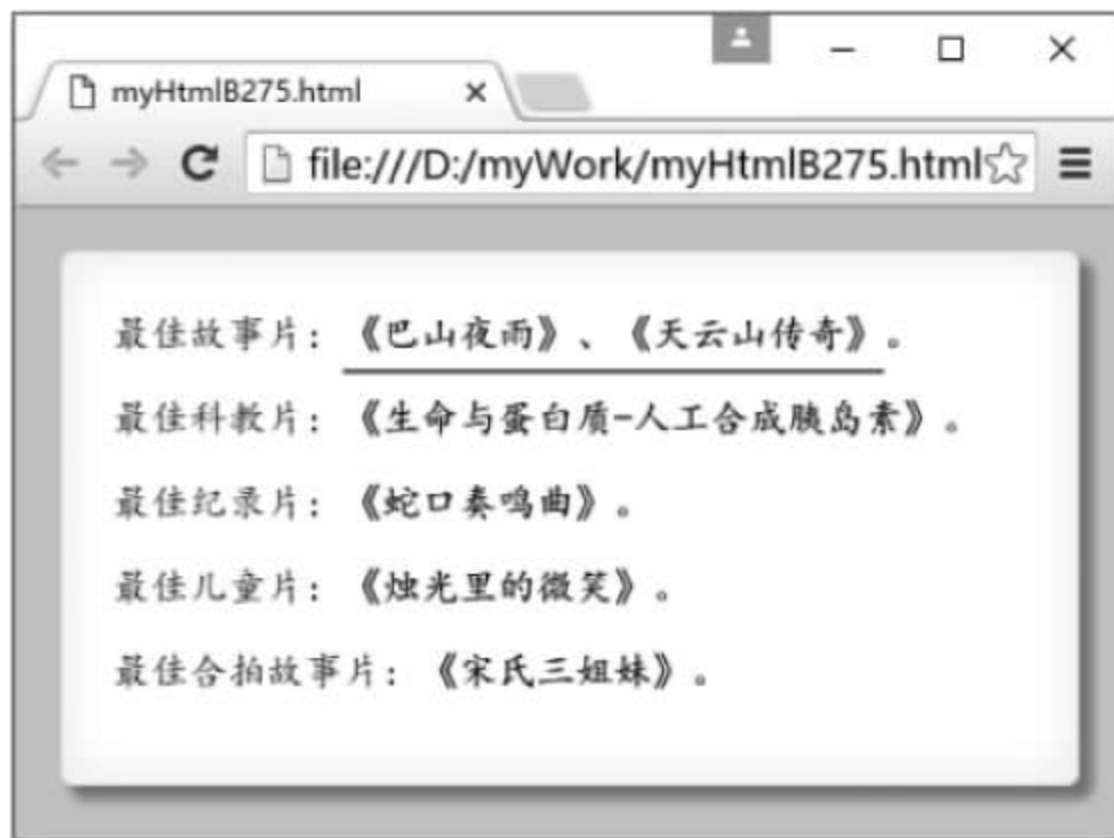 myHtmlB275.html
file:///D:/myWork/myHtmlB275.html
最佳故事片：《巴山夜雨》、《天云山传奇》。
最佳科教片：《生命与蛋白质-人工合成胰岛素》。
最佳纪录片：《蛇口奏鸣曲》。
最佳儿童片：《烛光里的微笑》。
最佳合拍故事片：《宋氏三姐妹》。